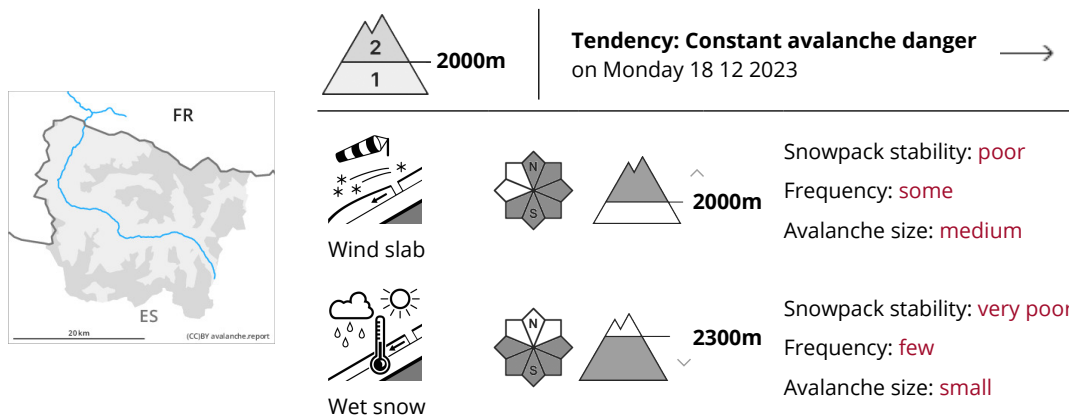 2
1
2000m
Tendency: Constant avalanche danger
on Monday 18 12 2023
FR
ES
20 km
(CC)BY avalanche.report
N
S
2000m
Wind slab
Snowpack stability: poor
Frequency: some
Avalanche size: medium
N
S
2300m
Wet snow
Snowpack stability: very poor
Frequency: few
Avalanche size: small